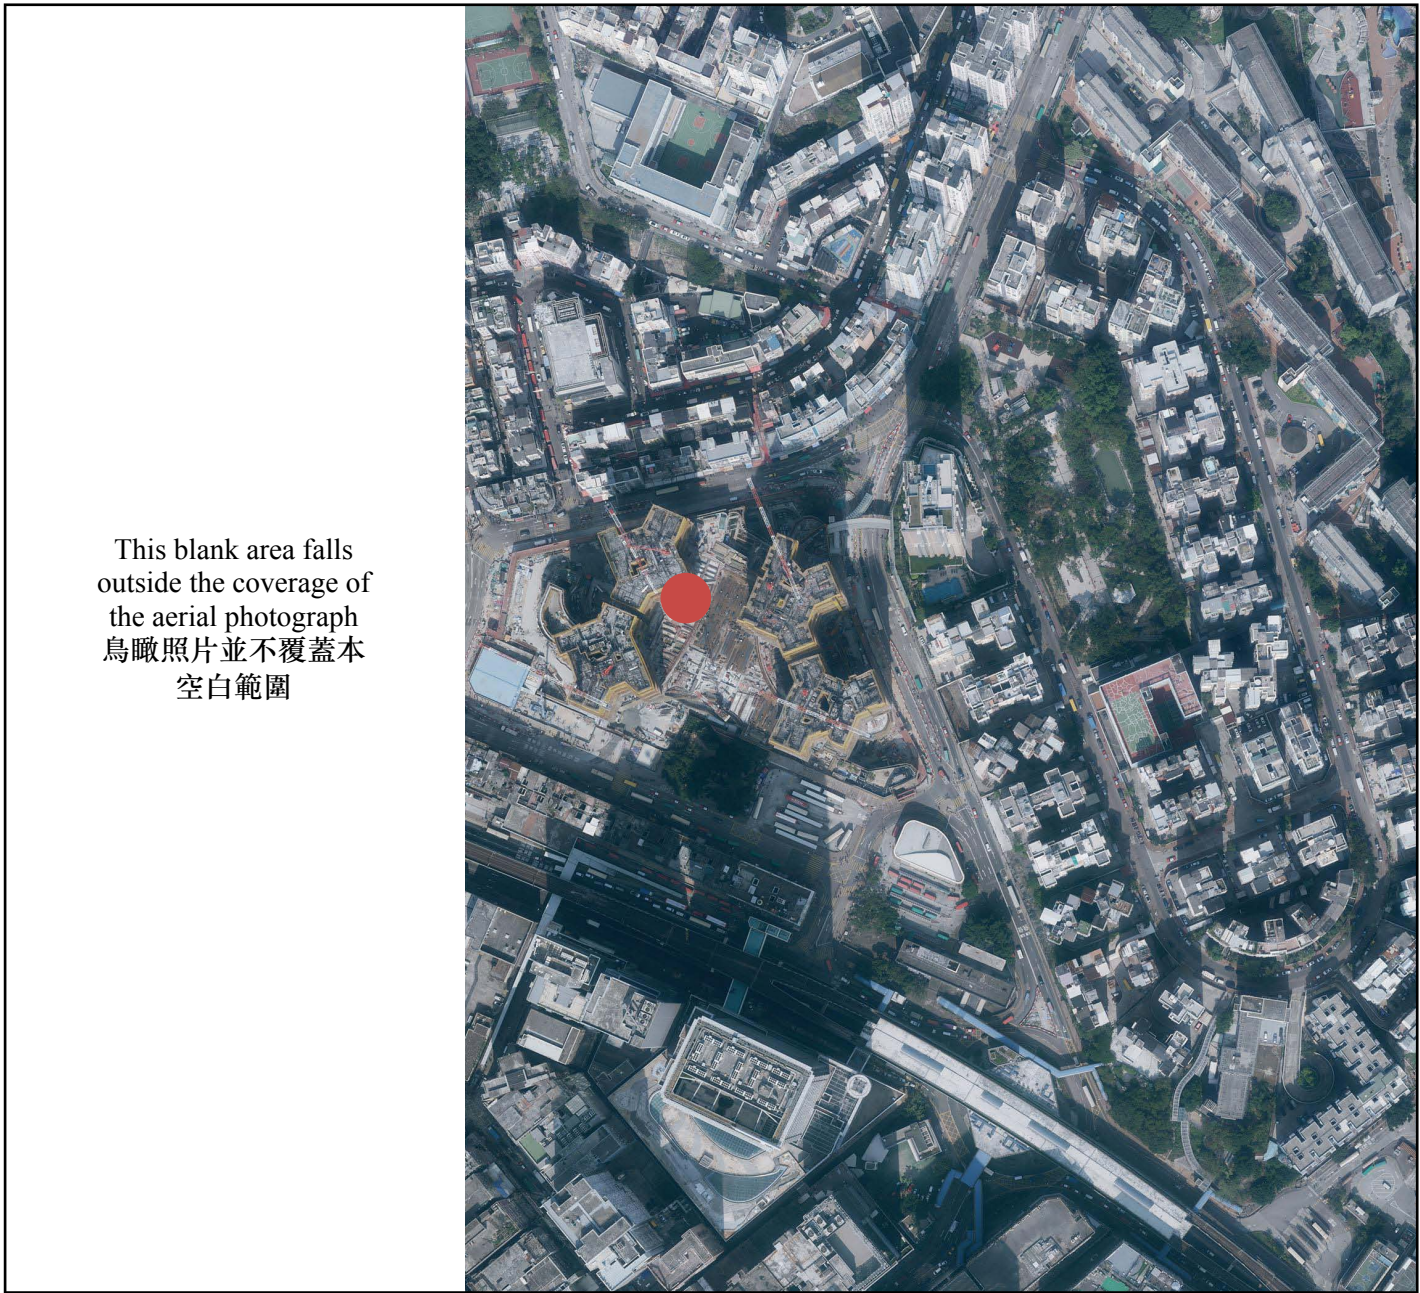 This blank area falls
outside the coverage of
the aerial photograph
鳥瞰照片並不覆蓋本
空白範圍